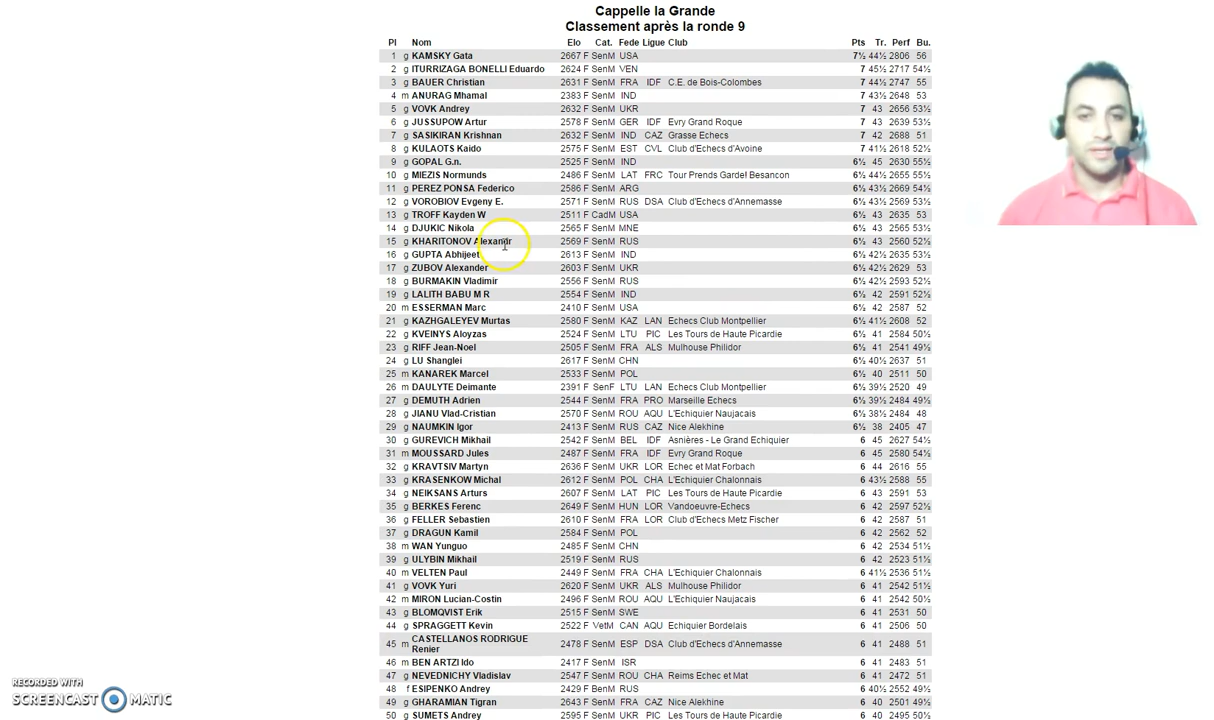 Cappelle la Grande
Classement après la ronde 9
Pl Nom Elo Cat. Fede Ligue Club Pts Tr. Perf Bu.
1 g KAMSKY Gata 2667 F SenM USA 7½ 44½ 2806 56
2 g ITURRIZAGA BONELLI Eduardo 2624 F SenM VEN 7 45½ 2717 54½
3 g BAUER Christian 2631 F SenM FRA IDF C.E. de Bois-Colombes 7 44½ 2747 55
4 m ANURAG Mhamal 2383 F SenM IND 7 43½ 2648 53
5 g VOVK Andrey 2632 F SenM UKR 7 43 2656 53½
6 g JUSSUPOW Artur 2578 F SenM GER IDF Evry Grand Roque 7 43 2639 53½
7 g SASIKIRAN Krishnan 2632 F SenM IND CAZ Grasse Echecs 7 42 2688 51
8 g KULAOTS Kaido 2575 F SenM EST CVL Club d'Echecs d'Avoine 7 41½ 2618 52½
9 g GOPAL G.n. 2525 F SenM IND 6½ 45 2630 55½
10 g MIEZIS Normunds 2486 F SenM LAT FRC Tour Prends Garde! Besancon 6½ 44½ 2655 55½
11 g PEREZ PONSA Federico 2586 F SenM ARG 6½ 43½ 2669 54½
12 g VOROBIOV Evgeny E. 2571 F SenM RUS DSA Club d'Echecs d'Annemasse 6½ 43½ 2569 53½
13 g TROFF Kayden W 2511 F CadM USA 6½ 43 2635 53
14 g DJUKIC Nikola 2565 F SenM MNE 6½ 43 2565 53½
15 g KHARITONOV Alexandr 2569 F SenM RUS 6½ 43 2560 52½
16 g GUPTA Abhijeet 2613 F SenM IND 6½ 42½ 2635 53½
17 g ZUBOV Alexander 2603 F SenM UKR 6½ 42½ 2629 53
18 g BURMAKIN Vladimir 2556 F SenM RUS 6½ 42½ 2593 52½
19 g LALITH BABU M R 2554 F SenM IND 6½ 42 2591 52½
20 m ESSERMAN Marc 2410 F SenM USA 6½ 42 2587 52
21 g KAZHGALEYEV Murtas 2580 F SenM KAZ LAN Echecs Club Montpellier 6½ 41½ 2608 52
22 g KVEINYS Aloyzas 2524 F SenM LTU PIC Les Tours de Haute Picardie 6½ 41 2584 50½
23 g RIFF Jean-Noel 2505 F SenM FRA ALS Mulhouse Philidor 6½ 41 2541 49½
24 g LU Shanglei 2617 F SenM CHN 6½ 40½ 2637 51
25 m KANAREK Marcel 2533 F SenM POL 6½ 40 2511 50
26 m DAULYTE Deimante 2391 F SenF LTU LAN Echecs Club Montpellier 6½ 39½ 2520 49
27 g DEMUTH Adrien 2544 F SenM FRA PRO Marseille Echecs 6½ 39½ 2484 49½
28 g JIANU Vlad-Cristian 2570 F SenM ROU AQU L'Echiquier Naujacais 6½ 38½ 2484 48
29 g NAUMKIN Igor 2413 F SenM RUS CAZ Nice Alekhine 6½ 38 2405 47
30 g GUREVICH Mikhail 2542 F SenM BEL IDF Asnières - Le Grand Echiquier 6 45 2627 54½
31 m MOUSSARD Jules 2487 F SenM FRA IDF Evry Grand Roque 6 45 2580 54½
32 g KRAVTSIV Martyn 2636 F SenM UKR LOR Echec et Mat Forbach 6 44 2616 55
33 g KRASENKOW Michal 2612 F SenM POL CHA L'Echiquier Chalonnais 6 43½ 2588 55
34 g NEIKSANS Arturs 2607 F SenM LAT PIC Les Tours de Haute Picardie 6 43 2591 53
35 g BERKES Ferenc 2649 F SenM HUN LOR Vandoeuvre-Echecs 6 42 2597 52½
36 g FELLER Sebastien 2610 F SenM FRA LOR Club d'Echecs Metz Fischer 6 42 2587 51
37 g DRAGUN Kamil 2584 F SenM POL 6 42 2562 52
38 m WAN Yunguo 2485 F SenM CHN 6 42 2534 51½
39 g ULYBIN Mikhail 2519 F SenM RUS 6 42 2523 51½
40 m VELTEN Paul 2449 F SenM FRA CHA L'Echiquier Chalonnais 6 41½ 2536 51½
41 g VOVK Yuri 2620 F SenM UKR ALS Mulhouse Philidor 6 41 2542 51½
42 m MIRON Lucian-Costin 2496 F SenM ROU AQU L'Echiquier Naujacais 6 41 2542 50½
43 g BLOMQVIST Erik 2515 F SenM SWE 6 41 2531 50
44 g SPRAGGETT Kevin 2522 F VetM CAN AQU Echiquier Bordelais 6 41 2506 50
45 m CASTELLANOS RODRIGUE Renier 2478 F SenM ESP DSA Club d'Echecs d'Annemasse 6 41 2488 51
46 m BEN ARTZI Ido 2417 F SenM ISR 6 41 2483 51
47 g NEVEDNICHY Vladislav 2547 F SenM ROU CHA Reims Echec et Mat 6 41 2472 51
48 f ESIPENKO Andrey 2429 F BenM RUS 6 40½ 2552 49½
49 g GHARAMIAN Tigran 2643 F SenM FRA CAZ Nice Alekhine 6 40 2501 49½
50 g SUMETS Andrey 2595 F SenM UKR PIC Les Tours de Haute Picardie 6 40 2495 50½
RECORDED WITH
SCREENCAST MATIC